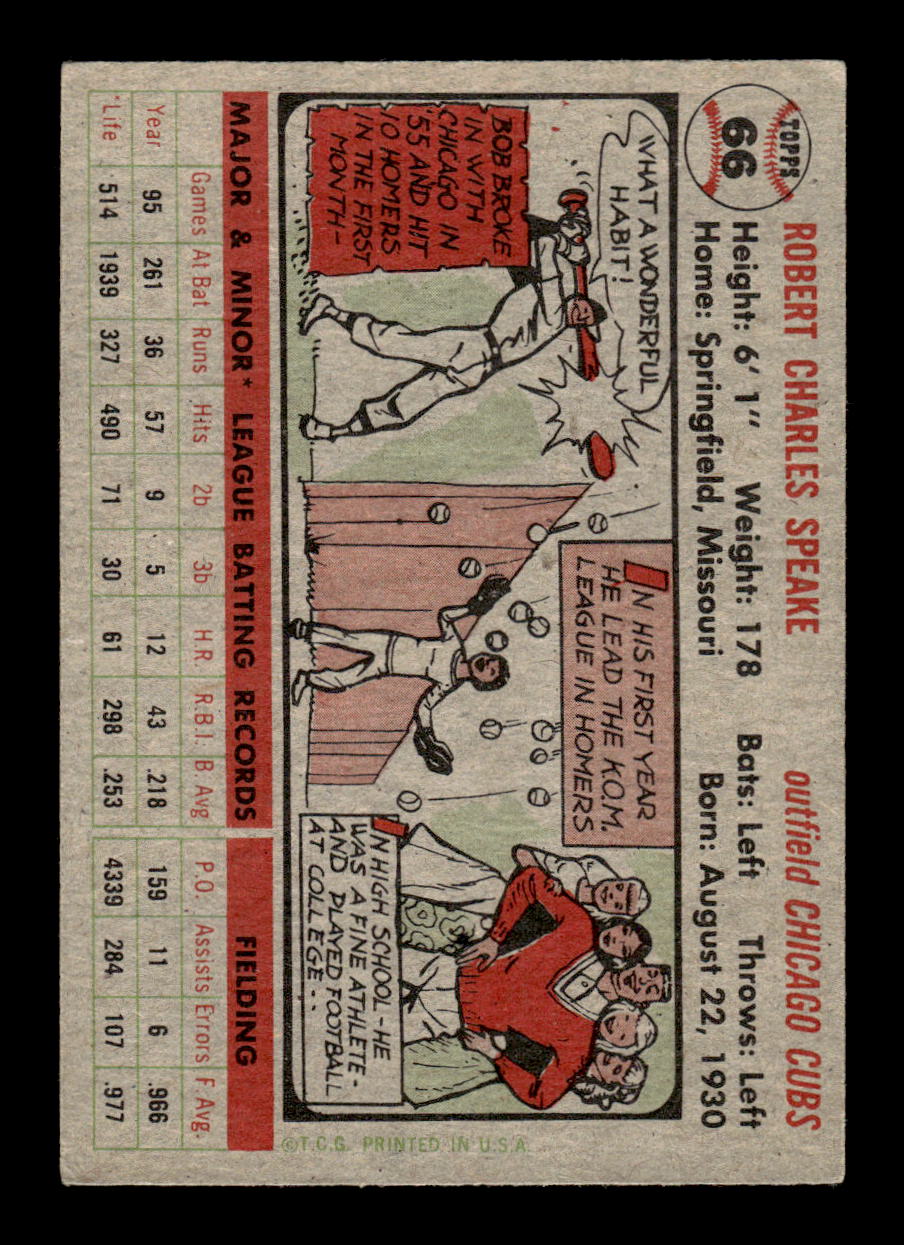 TOPPS
66
ROBERT CHARLES SPEAKE
outfield CHICAGO CUBS
Height: 6' 1" Weight: 178 Bats: Left Throws: Left
Home: Springfield, Missouri Born: August 22, 1930
WHAT A WONDERFUL
HABIT!
BOB BROKE
IN WITH
CHICAGO IN
'55 AND HIT
10 HOMERS
IN THE FIRST
MONTH-
IN HIS FIRST YEAR
HE LEAD THE K.O.M.
LEAGUE IN HOMERS
IN HIGH SCHOOL-HE
WAS A FINE ATHLETE-
AND PLAYED FOOTBALL
AT COLLEGE--
©T.C.G. PRINTED IN U.S.A.
MAJOR & MINOR* LEAGUE BATTING RECORDS FIELDING
Games At Bat Runs Hits 2b 3b H.R. R.B.I. B. Avg P.O. Assists Errors F. Avg.
Year 95 261 36 57 9 5 12 43 .218 159 11 6 .966
*Life 514 1939 327 490 71 30 61 298 .253 4339 284 107 .977